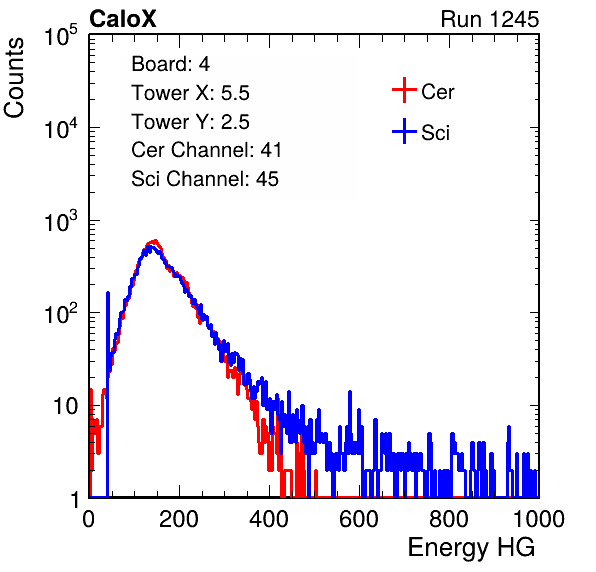 CaloX Run 1245
Counts
10^5
10^4
10^3
10^2
10
1
Board: 4
Tower X: 5.5
Tower Y: 2.5
Cer Channel: 41
Sci Channel: 45
Cer
Sci
0 200 400 600 800 1000
Energy HG